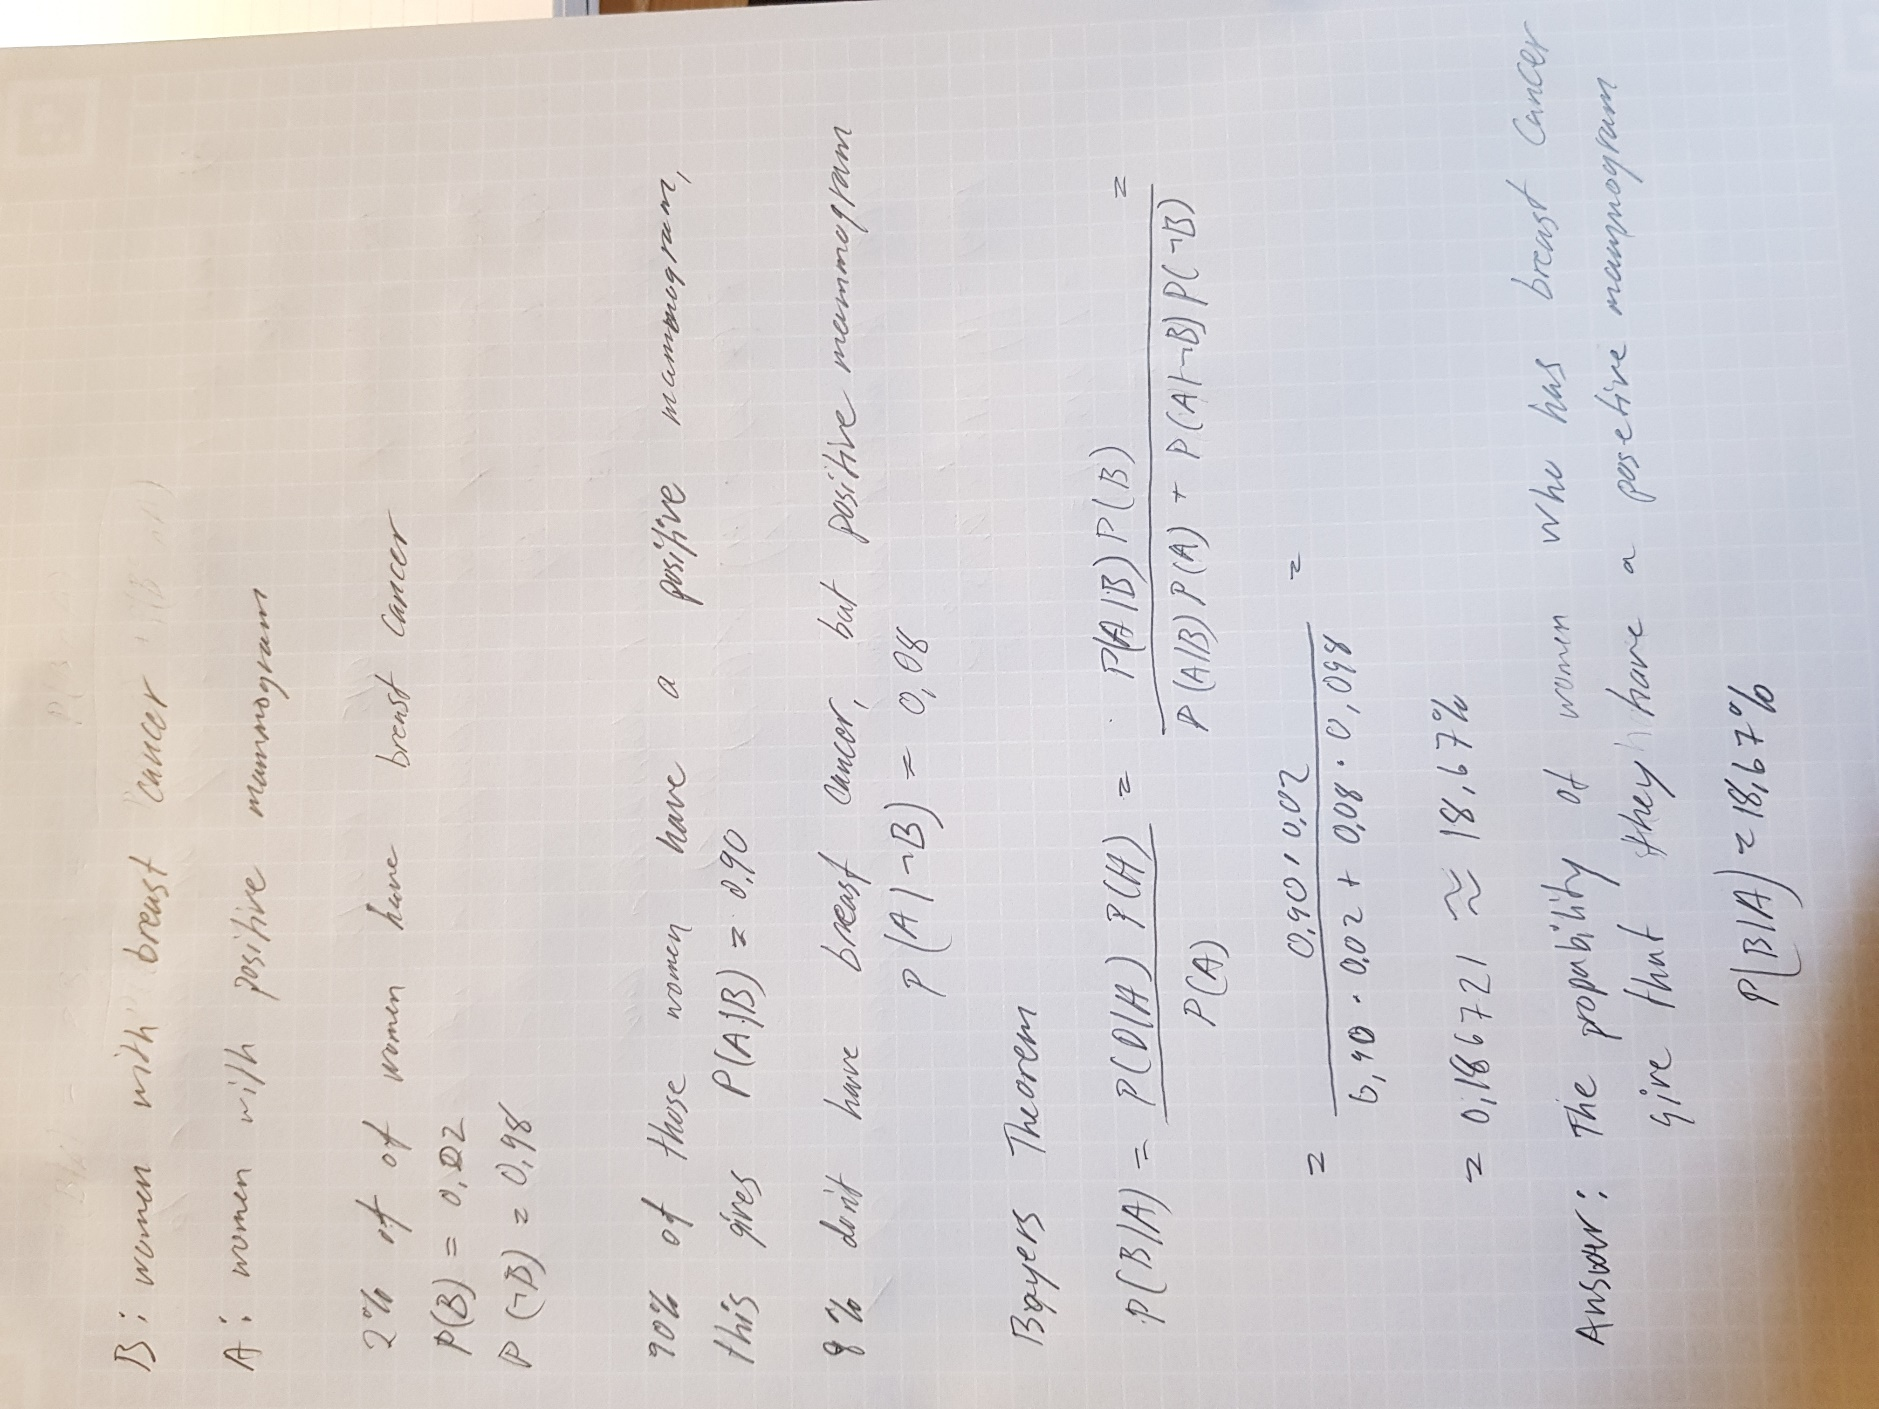 B: women with breast cancer
A: women with positive mammogram
2% of of women have breast cancer
P(B) = 0,02
P(¬B) = 0,98
90% of those women have a positive mammogram,
this gives P(A|B) = 0,90
8% don't have breast cancer, but positive mammogram
P(A|¬B) = 0,08
Bayers Theorem
P(B|A) = P(D|A) P(A) / P(A) = P(A|B) P(B) / P(A|B) P(A) + P(A|¬B) P(¬B) =
= 0,90 · 0,02 / 0,90 · 0,02 + 0,08 · 0,098 =
= 0,186721 ≈ 18,67%
Answer: The propability of women who has breast cancer
give that they have a posetive mammogram
P(B|A) = 18,67%